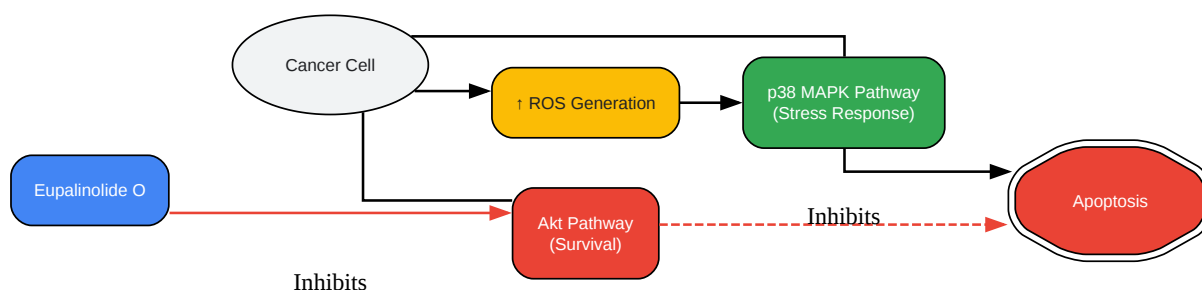 Cancer Cell
↑ ROS Generation
p38 MAPK Pathway
(Stress Response)
Eupalinolide O
Akt Pathway
(Survival)
Inhibits
Apoptosis
Inhibits